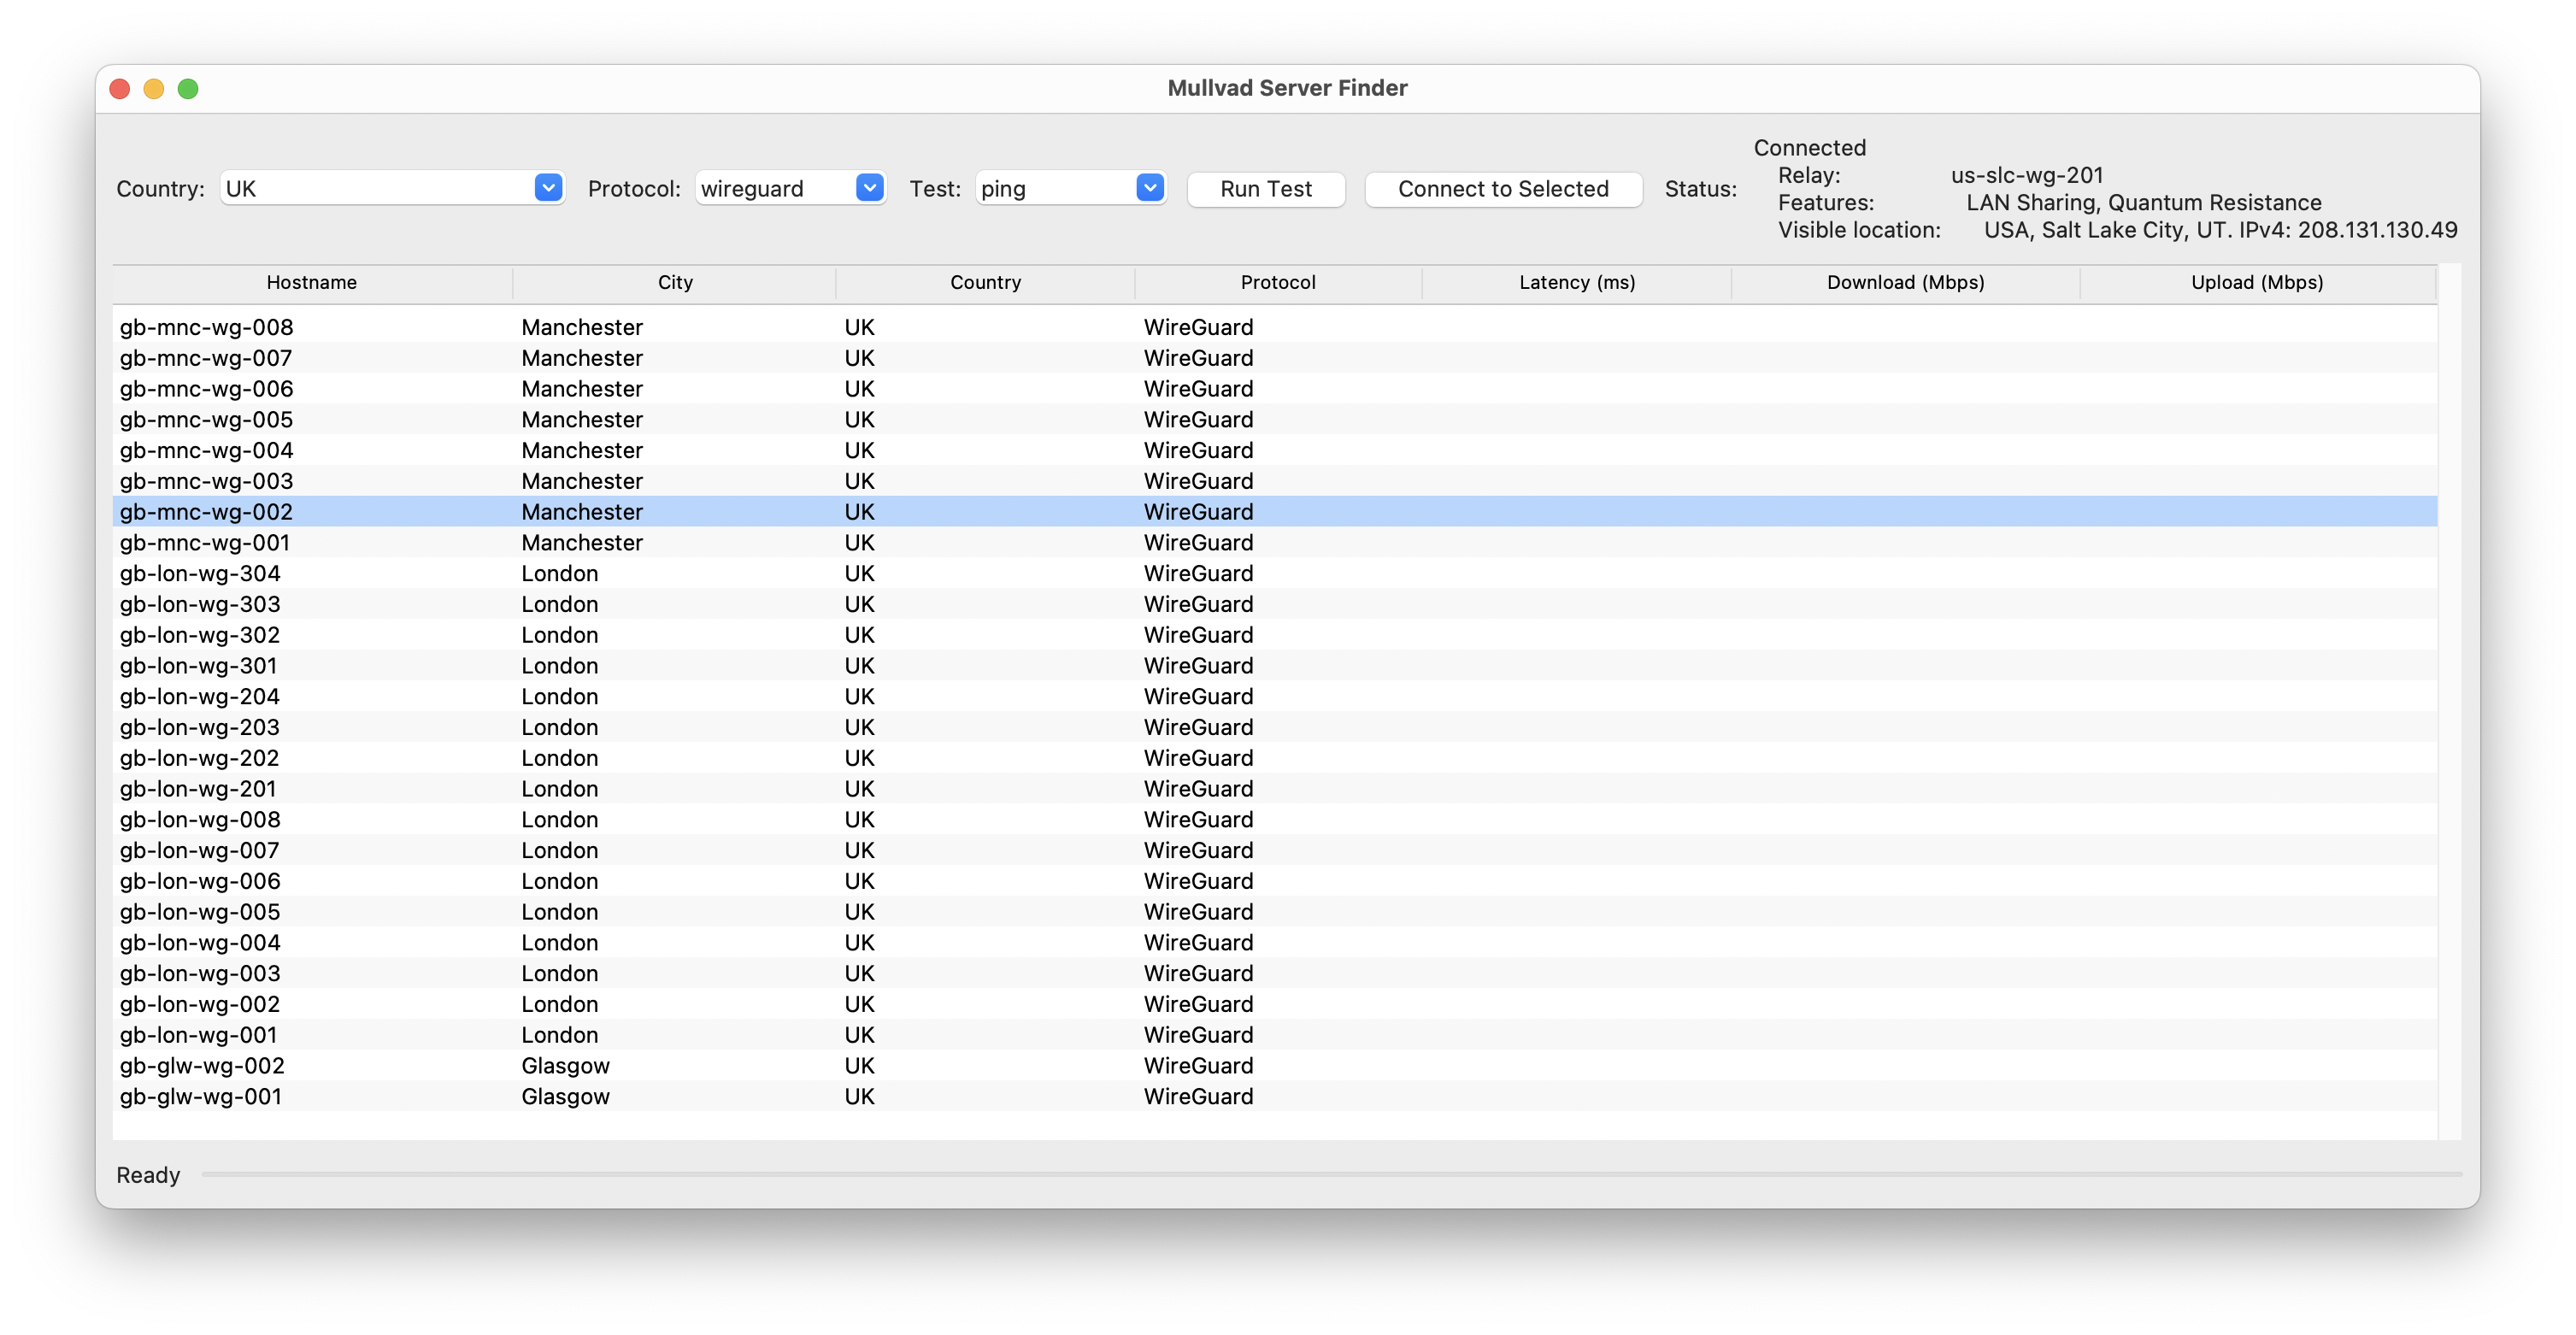 Mullvad Server Finder
Country: UK Protocol: wireguard Test: ping Run Test Connect to Selected Status:
Connected
Relay: us-slc-wg-201
Features: LAN Sharing, Quantum Resistance
Visible location: USA, Salt Lake City, UT. IPv4: 208.131.130.49
Hostname City Country Protocol Latency (ms) Download (Mbps) Upload (Mbps)
gb-mnc-wg-008 Manchester UK WireGuard
gb-mnc-wg-007 Manchester UK WireGuard
gb-mnc-wg-006 Manchester UK WireGuard
gb-mnc-wg-005 Manchester UK WireGuard
gb-mnc-wg-004 Manchester UK WireGuard
gb-mnc-wg-003 Manchester UK WireGuard
gb-mnc-wg-002 Manchester UK WireGuard
gb-mnc-wg-001 Manchester UK WireGuard
gb-lon-wg-304 London UK WireGuard
gb-lon-wg-303 London UK WireGuard
gb-lon-wg-302 London UK WireGuard
gb-lon-wg-301 London UK WireGuard
gb-lon-wg-204 London UK WireGuard
gb-lon-wg-203 London UK WireGuard
gb-lon-wg-202 London UK WireGuard
gb-lon-wg-201 London UK WireGuard
gb-lon-wg-008 London UK WireGuard
gb-lon-wg-007 London UK WireGuard
gb-lon-wg-006 London UK WireGuard
gb-lon-wg-005 London UK WireGuard
gb-lon-wg-004 London UK WireGuard
gb-lon-wg-003 London UK WireGuard
gb-lon-wg-002 London UK WireGuard
gb-lon-wg-001 London UK WireGuard
gb-glw-wg-002 Glasgow UK WireGuard
gb-glw-wg-001 Glasgow UK WireGuard
Ready